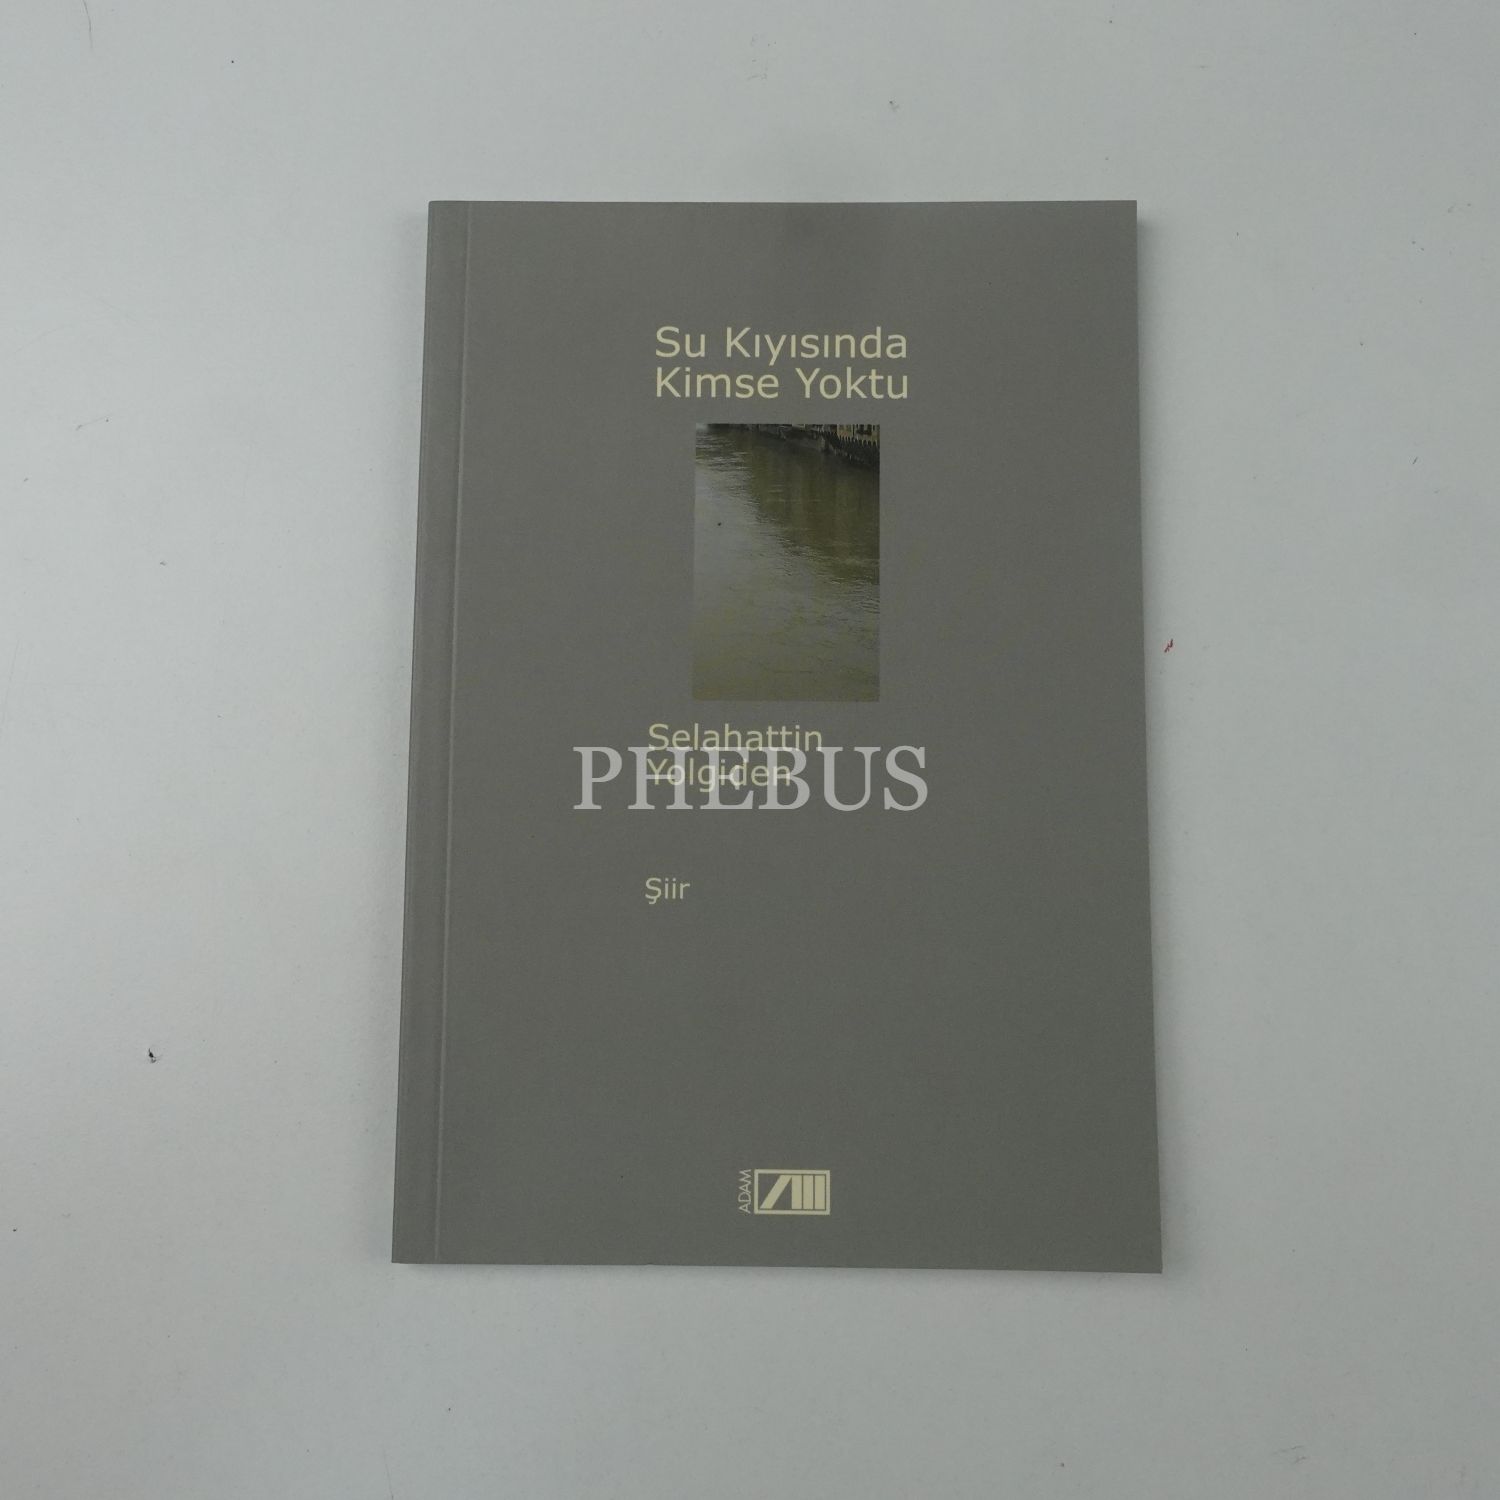 Su Kıyısında
Kimse Yoktu
Selahattin
Yolgiden
PHEBUS
Şiir
ADAM